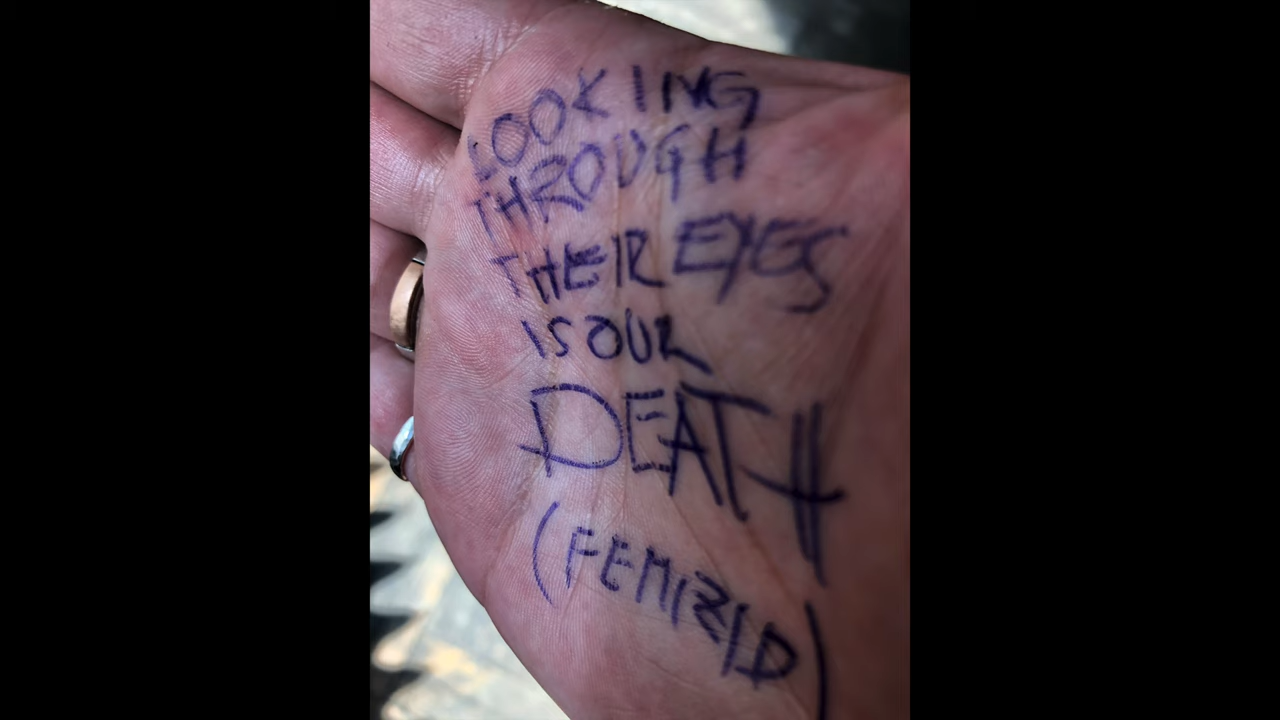 LOOKING
THROUGH
THEIR EYES
IS OUR
DEATH
(FEMIZID)